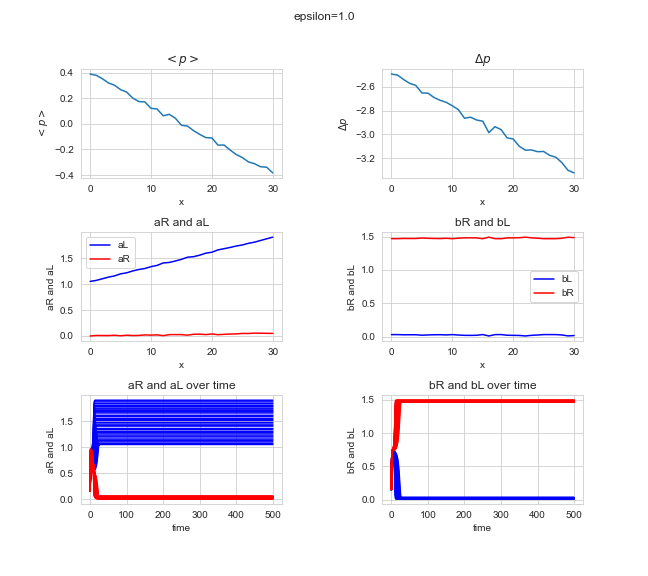 epsilon=1.0
< p >
Δp
0.4
0.2
0.0
−0.2
−0.4
< p >
0
10
20
30
x
−2.6
−2.8
−3.0
−3.2
Δp
0
10
20
30
x
aR and aL
bR and bL
1.5
1.0
0.5
0.0
aR and aL
aL
aR
0
10
20
30
x
1.5
1.0
0.5
0.0
bR and bL
bL
bR
0
10
20
30
x
aR and aL over time
bR and bL over time
1.5
1.0
0.5
0.0
aR and aL
0
100
200
300
400
500
time
1.5
1.0
0.5
0.0
bR and bL
0
100
200
300
400
500
time